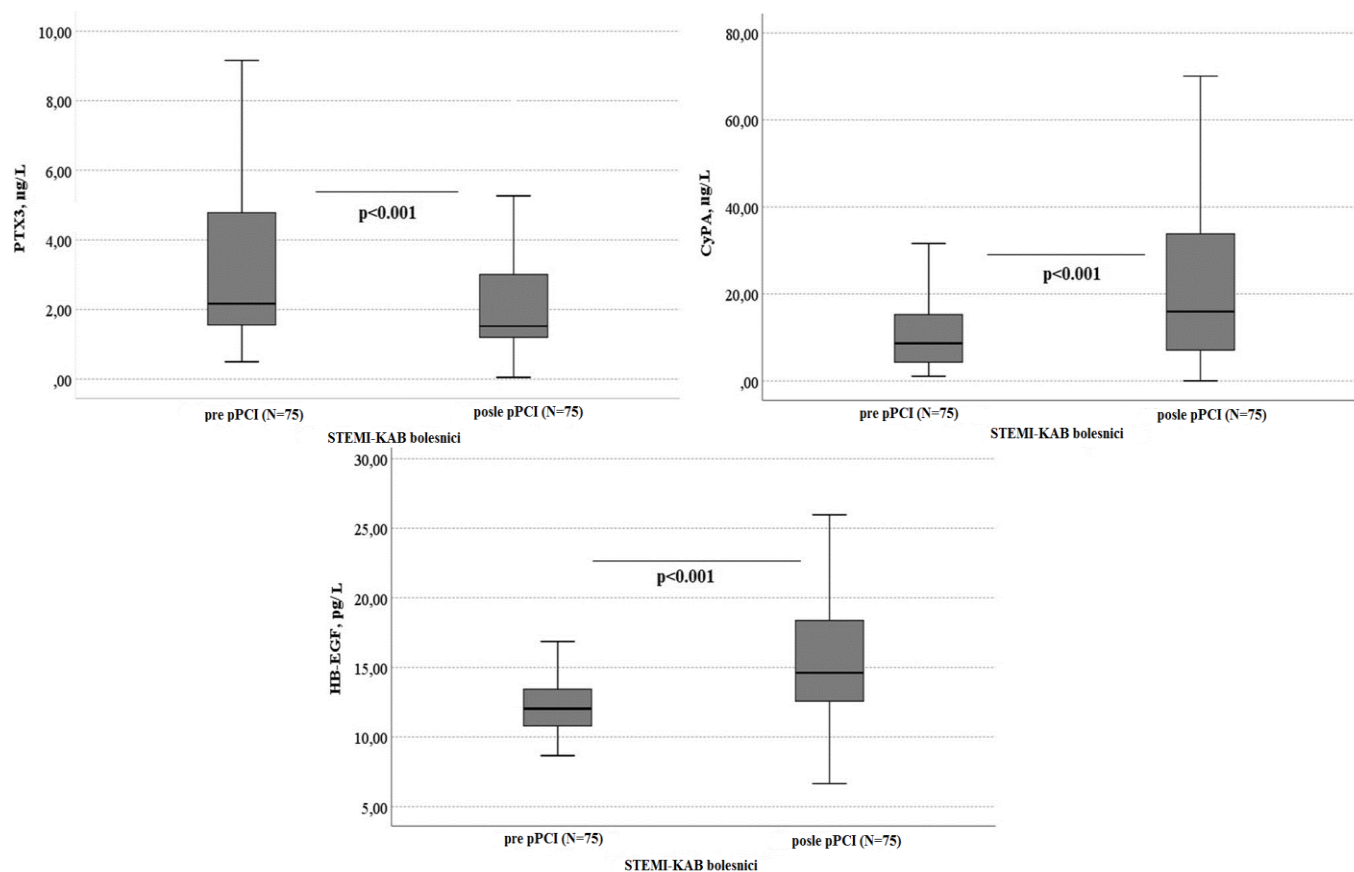 10,00
8,00
6,00
4,00
2,00
,00
PTX3, ng/L
p<0.001
pre pPCI (N=75)
posle pPCI (N=75)
STEMI-KAB bolesnici
80,00
60,00
40,00
20,00
,00
CyPA, ng/L
p<0.001
pre pPCI (N=75)
posle pPCI (N=75)
STEMI-KAB bolesnici
30,00
25,00
20,00
15,00
10,00
5,00
HB-EGF, pg/L
p<0.001
pre pPCI (N=75)
posle pPCI (N=75)
STEMI-KAB bolesnici